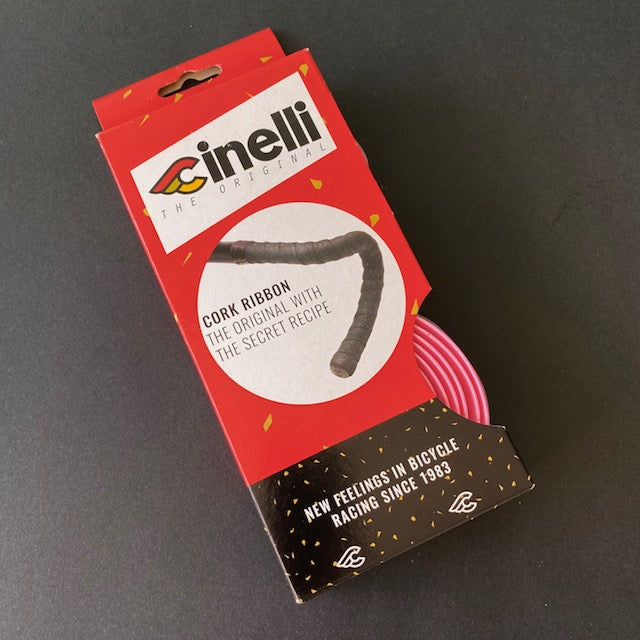 cinelli
THE ORIGINAL
CORK RIBBON
THE ORIGINAL WITH
THE SECRET RECIPE
NEW FEELINGS IN BICYCLE
RACING SINCE 1983